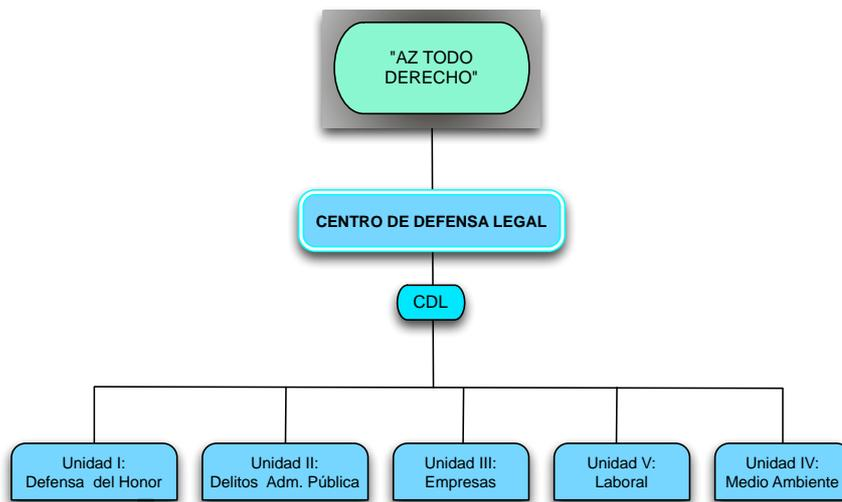 "AZ TODO
DERECHO"
CENTRO DE DEFENSA LEGAL
CDL
Unidad I:
Defensa del Honor
Unidad II:
Delitos Adm. Pública
Unidad III:
Empresas
Unidad V:
Laboral
Unidad IV:
Medio Ambiente